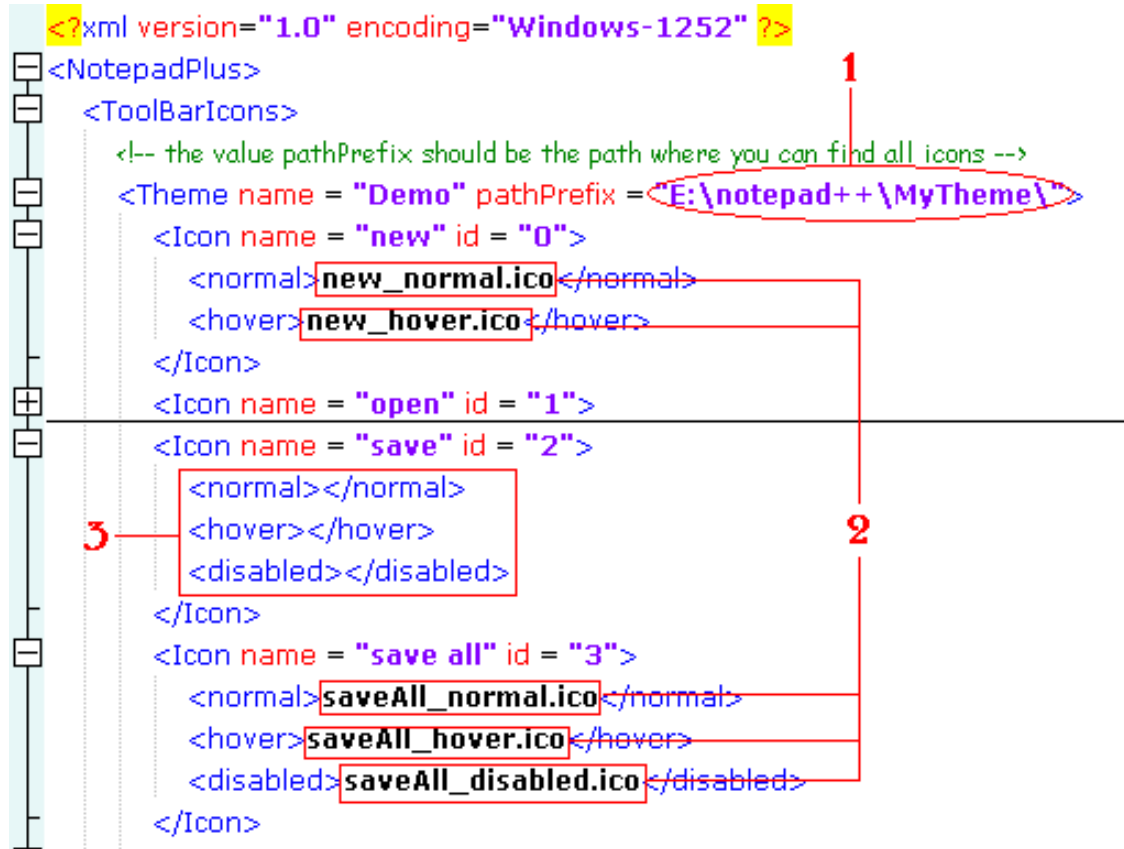 <?xml version="1.0" encoding="Windows-1252" ?>
<NotepadPlus>
1
<ToolBarIcons>
<!-- the value pathPrefix should be the path where you can find all icons -->
<Theme name = "Demo" pathPrefix ="E:\notepad++\MyTheme\">
<Icon name = "new" id = "0">
<normal>new_normal.ico</normal>
<hover>new_hover.ico</hover>
</Icon>
<Icon name = "open" id = "1">
<Icon name = "save" id = "2">
<normal></normal>
3 <hover></hover> 2
<disabled></disabled>
</Icon>
<Icon name = "save all" id = "3">
<normal>saveAll_normal.ico</normal>
<hover>saveAll_hover.ico</hover>
<disabled>saveAll_disabled.ico</disabled>
</Icon>